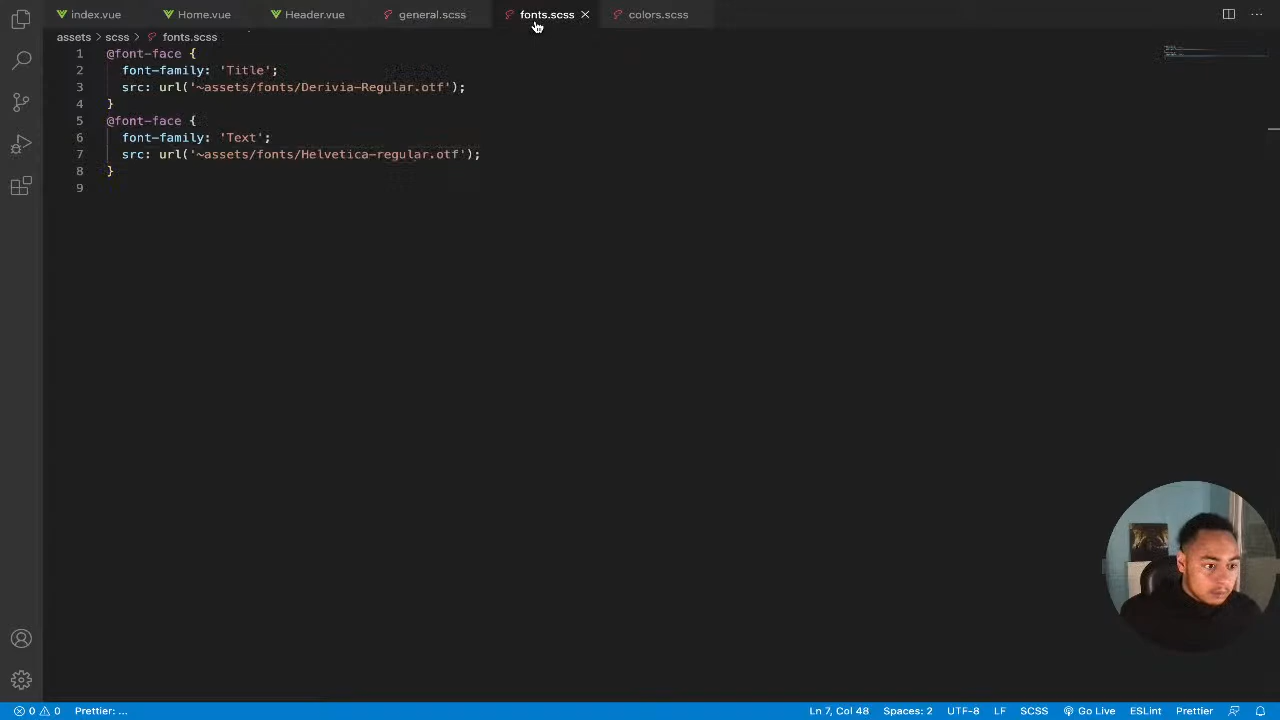 index.vue Home.vue Header.vue general.scss fonts.scss colors.scss
assets > scss > fonts.scss
1 @font-face {
2 font-family: 'Title';
3 src: url('~assets/fonts/Derivia-Regular.otf');
4 }
5 @font-face {
6 font-family: 'Text';
7 src: url('~assets/fonts/Helvetica-regular.otf');
8 }
9
0 0 Prettier: ... Ln 7, Col 48 Spaces: 2 UTF-8 LF SCSS Go Live ESLint Prettier